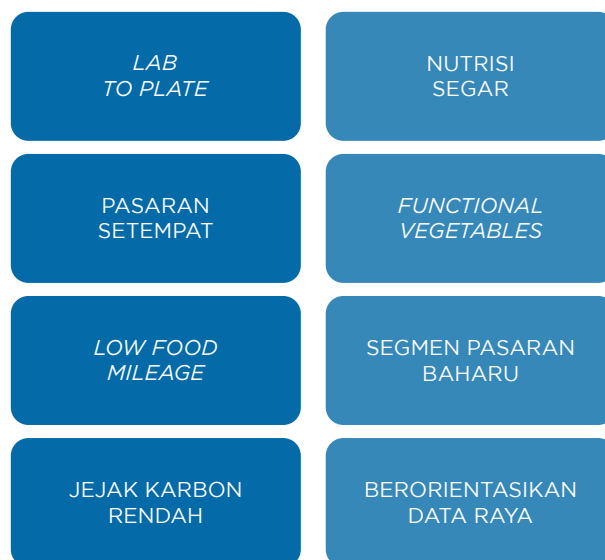 LAB
TO PLATE
NUTRISI
SEGAR
PASARAN
SETEMPAT
FUNCTIONAL
VEGETABLES
LOW FOOD
MILEAGE
SEGMEN PASARAN
BAHARU
JEJAK KARBON
RENDAH
BERORIENTASIKAN
DATA RAYA